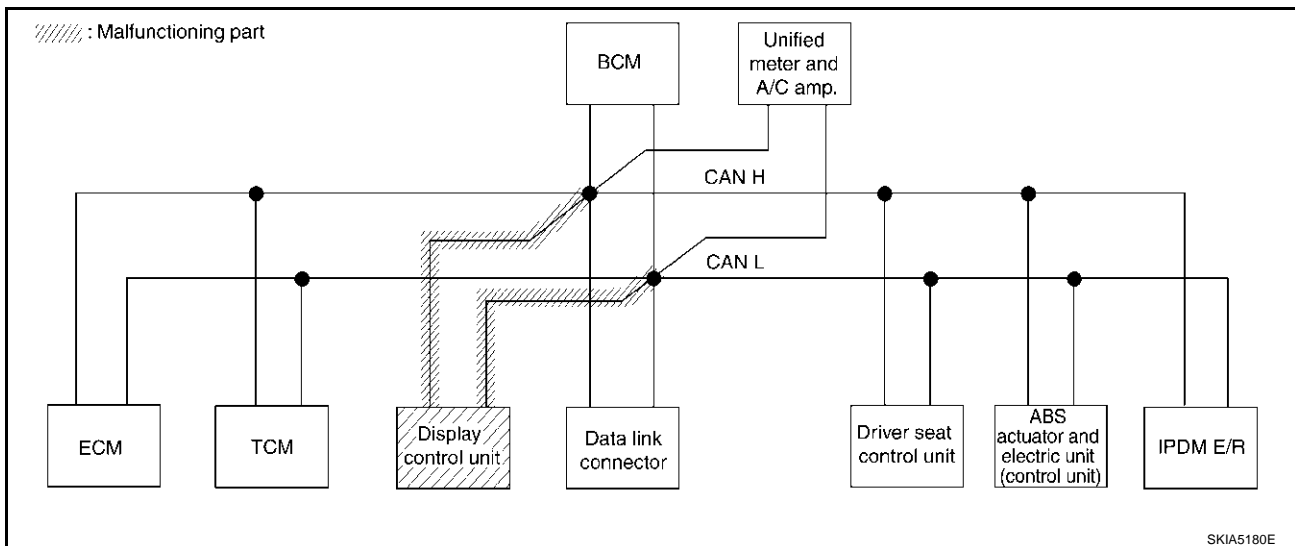 : Malfunctioning part
BCM
Unified
meter and
A/C amp.
CAN H
CAN L
ECM
TCM
Display
control unit
Data link
connector
Driver seat
control unit
ABS
actuator and
electric unit
(control unit)
IPDM E/R
SKIA5180E